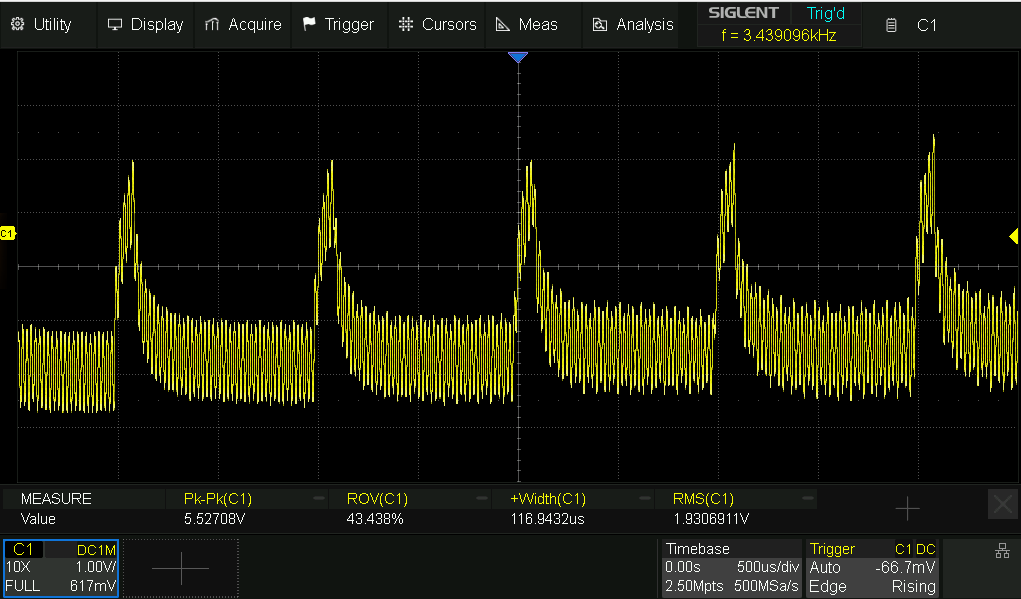 Utility Display Acquire Trigger Cursors Meas Analysis SIGLENT Trig'd C1
f = 3.439096kHz
C1
MEASURE Pk-Pk(C1) ROV(C1) +Width(C1) RMS(C1)
Value 5.52708V 43.438% 116.9432us 1.9306911V
C1 DC1M Timebase Trigger C1 DC
10X 1.00V/ 0.00s 500us/div Auto -66.7mV
FULL 617mV 2.50Mpts 500MSa/s Edge Rising